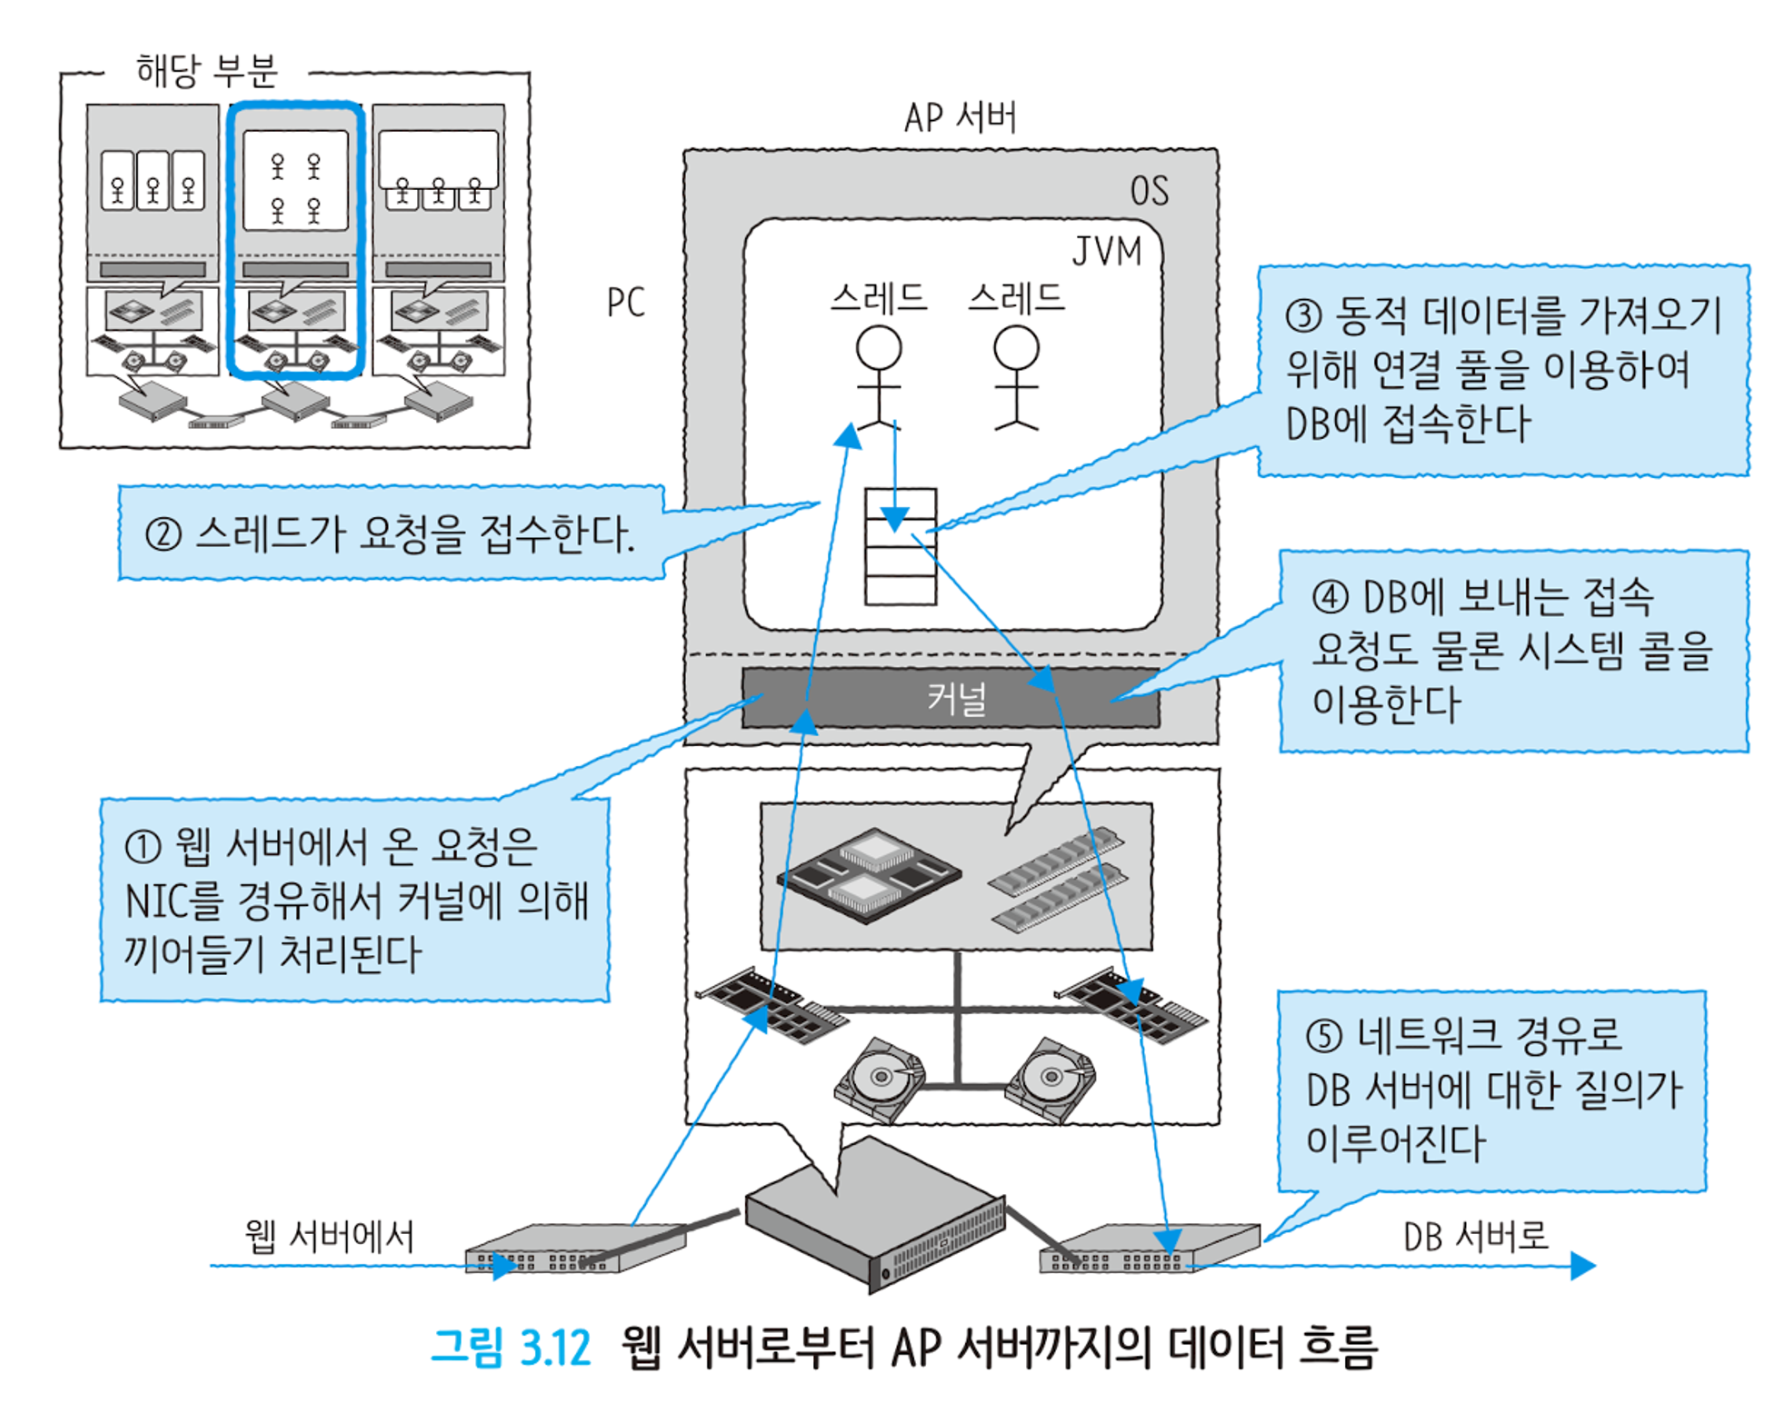 해당 부분
AP 서버
OS
JVM
PC
스레드 스레드
③ 동적 데이터를 가져오기
위해 연결 풀을 이용하여
DB에 접속한다
② 스레드가 요청을 접수한다.
④ DB에 보내는 접속
요청도 물론 시스템 콜을
이용한다
커널
① 웹 서버에서 온 요청은
NIC를 경유해서 커널에 의해
끼어들기 처리된다
⑤ 네트워크 경유로
DB 서버에 대한 질의가
이루어진다
웹 서버에서
DB 서버로
그림 3.12 웹 서버로부터 AP 서버까지의 데이터 흐름